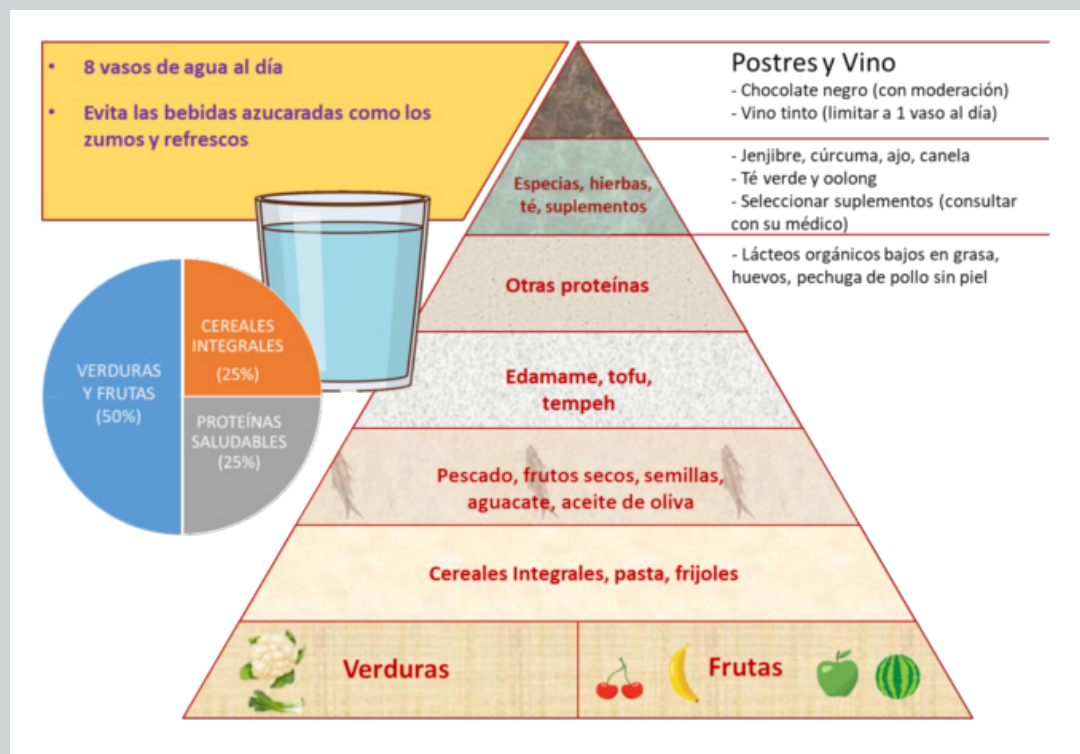 8 vasos de agua al día
Evita las bebidas azucaradas como los
zumos y refrescos
Postres y Vino
- Chocolate negro (con moderación)
- Vino tinto (limitar a 1 vaso al día)
- Jenjibre, cúrcuma, ajo, canela
- Té verde y oolong
- Seleccionar suplementos (consultar
con su médico)
- Lácteos orgánicos bajos en grasa,
huevos, pechuga de pollo sin piel
Especias, hierbas,
té, suplementos
Otras proteínas
Edamame, tofu,
tempeh
Pescado, frutos secos, semillas,
aguacate, aceite de oliva
Cereales Integrales, pasta, frijoles
Verduras
Frutas
VERDURAS
Y FRUTAS
(50%)
CEREALES
INTEGRALES
(25%)
PROTEÍNAS
SALUDABLES
(25%)